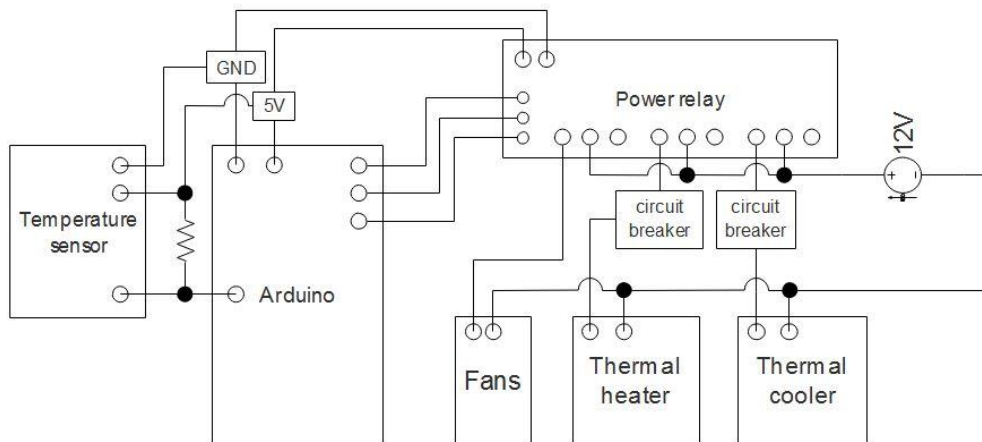 GND
5V
Power relay
12V
+ -
Temperature
sensor
circuit
breaker
circuit
breaker
Arduino
Fans
Thermal
heater
Thermal
cooler